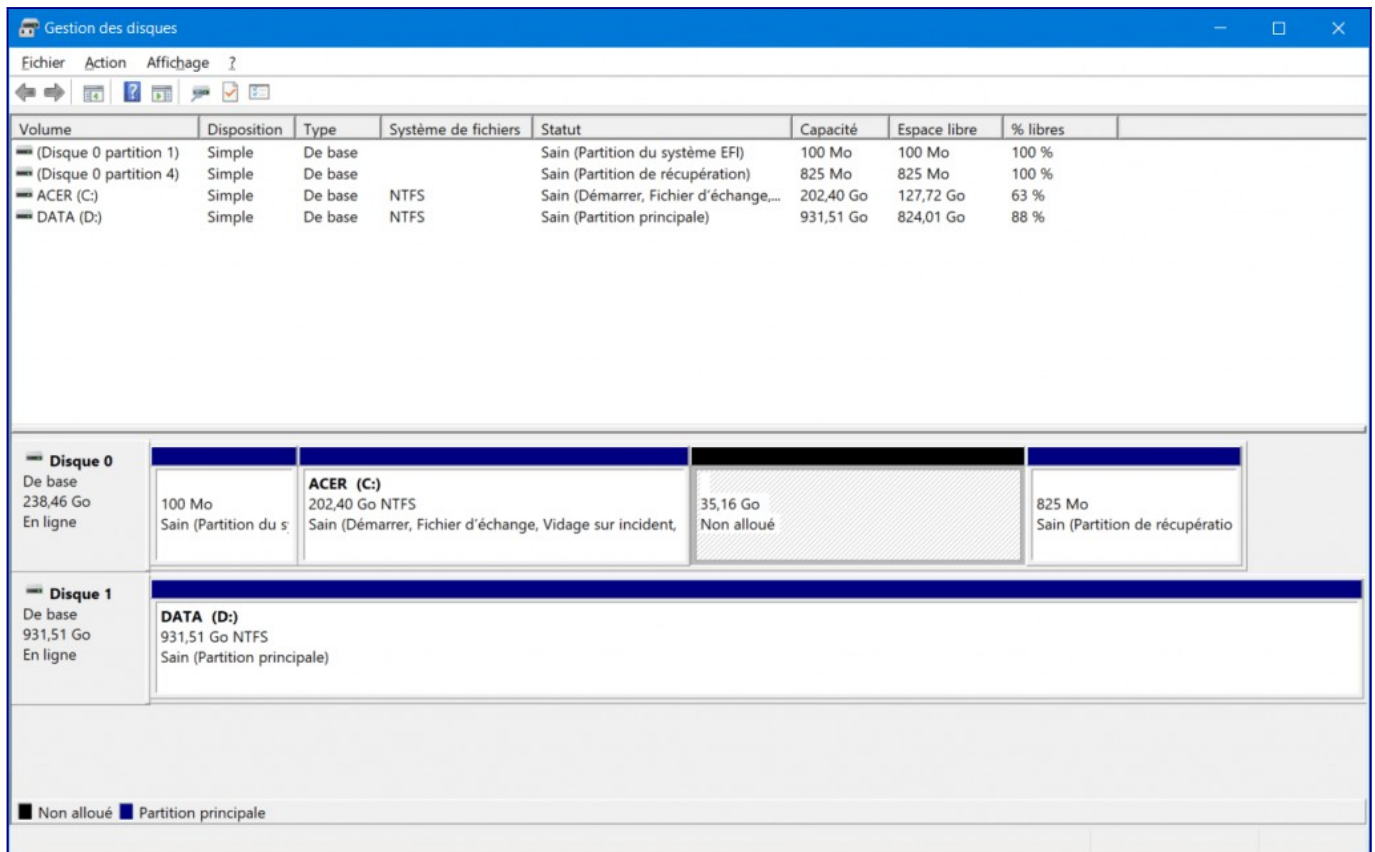 Gestion des disques
Fichier Action Affichage ?
Volume Disposition Type Système de fichiers Statut Capacité Espace libre % libres
(Disque 0 partition 1) Simple De base Sain (Partition du système EFI) 100 Mo 100 Mo 100 %
(Disque 0 partition 4) Simple De base Sain (Partition de récupération) 825 Mo 825 Mo 100 %
ACER (C:) Simple De base NTFS Sain (Démarrer, Fichier d'échange,... 202,40 Go 127,72 Go 63 %
DATA (D:) Simple De base NTFS Sain (Partition principale) 931,51 Go 824,01 Go 88 %
Disque 0
De base
238,46 Go
En ligne
100 Mo
Sain (Partition du s
ACER (C:)
202,40 Go NTFS
Sain (Démarrer, Fichier d'échange, Vidage sur incident,
35,16 Go
Non alloué
825 Mo
Sain (Partition de récupératio
Disque 1
De base
931,51 Go
En ligne
DATA (D:)
931,51 Go NTFS
Sain (Partition principale)
Non alloué Partition principale